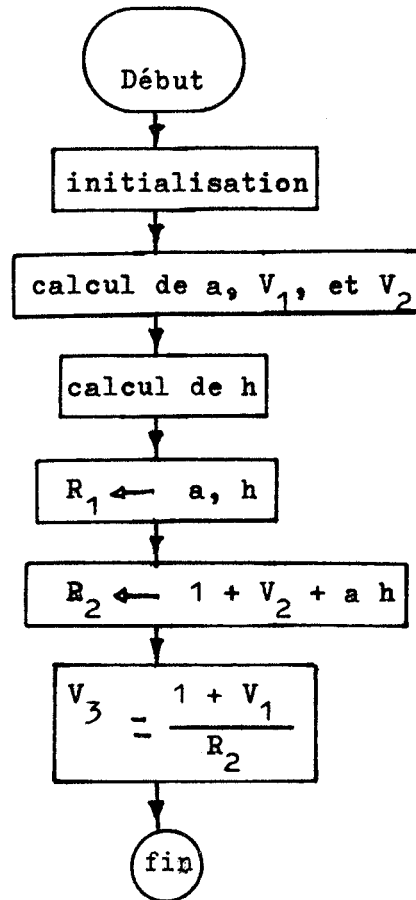 Début
initialisation
calcul de a, V₁, et V₂
calcul de h
R₁ ← a, h
R₂ ← 1 + V₂ + a h
V₃ = (1 + V₁) / R₂
fin